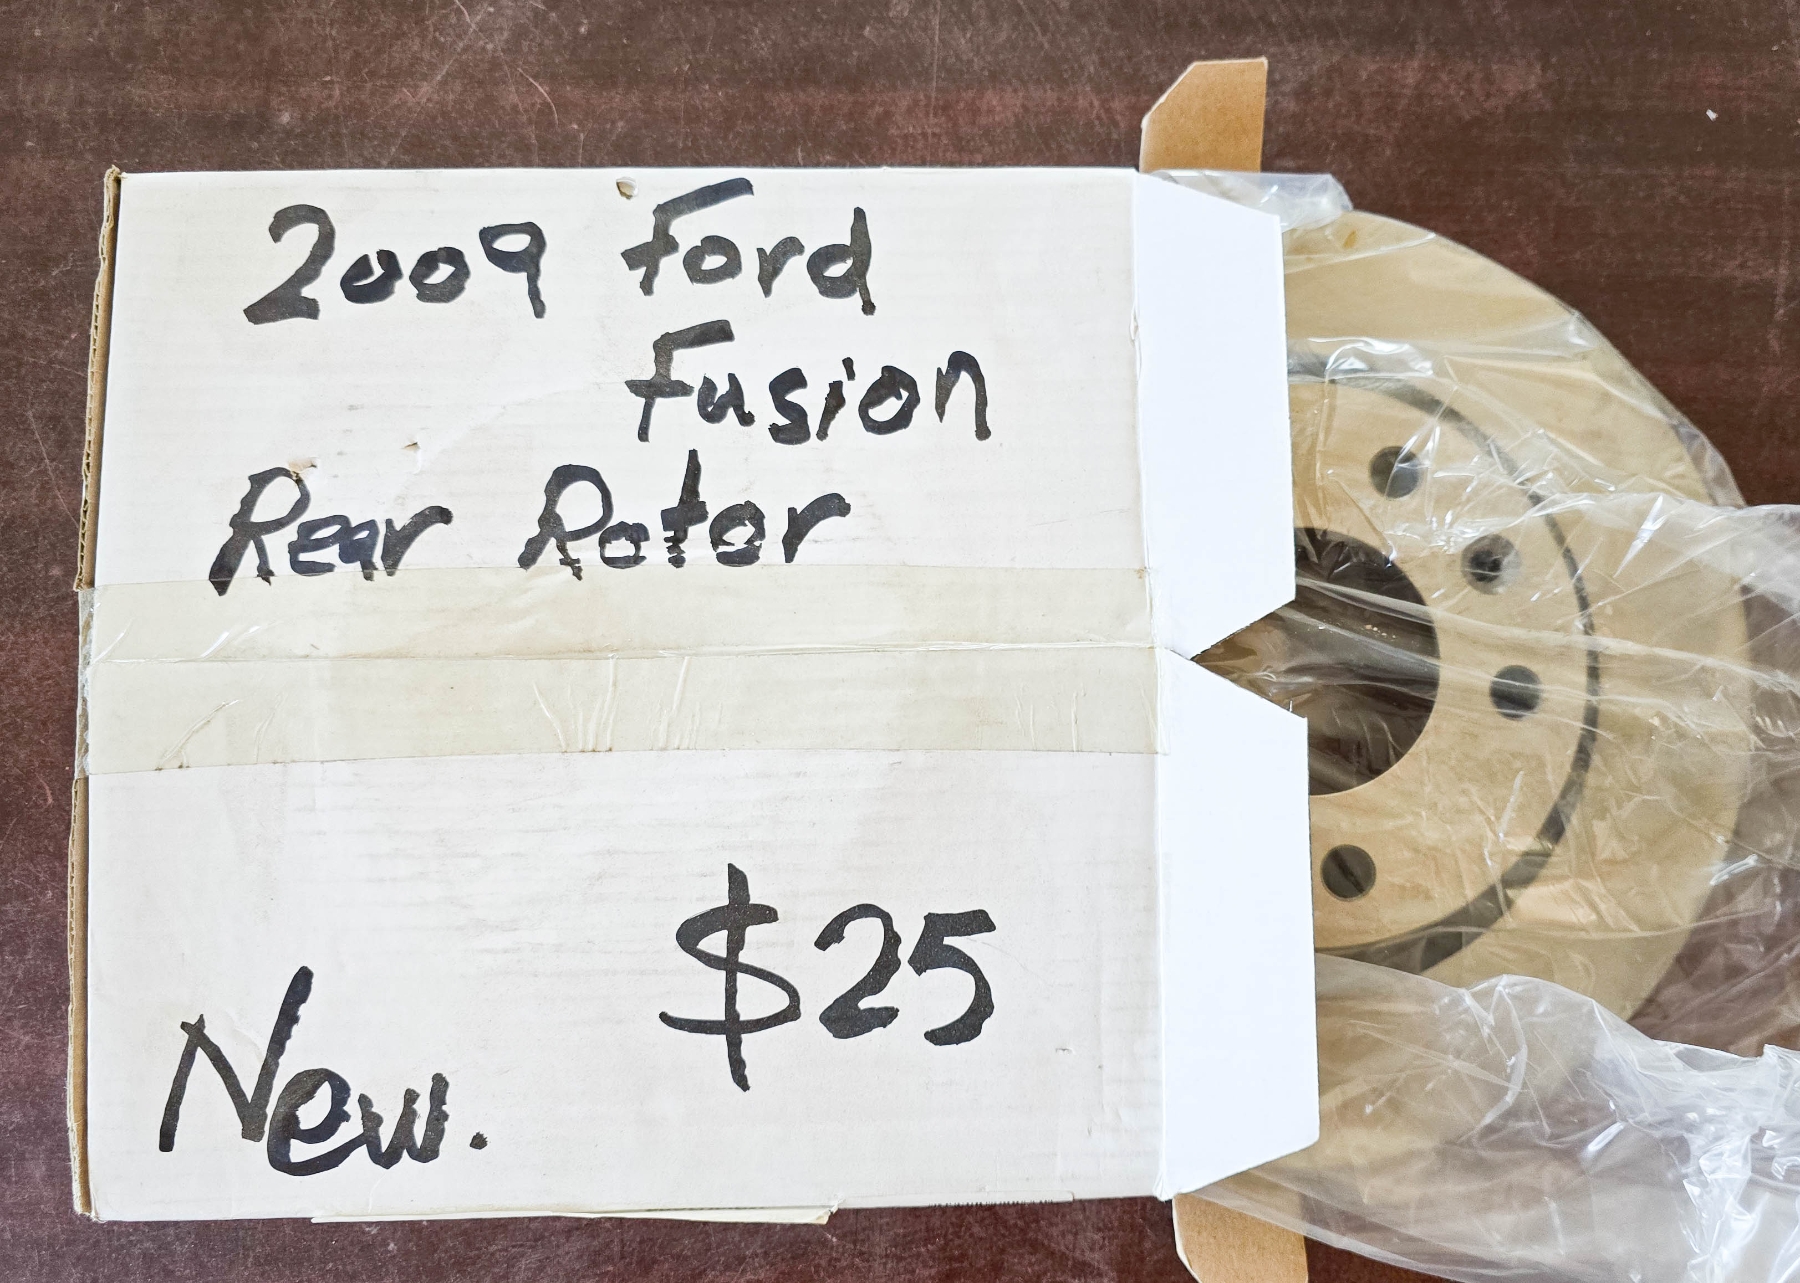 2009 Ford
Fusion
Rear Rotor
$25
New.